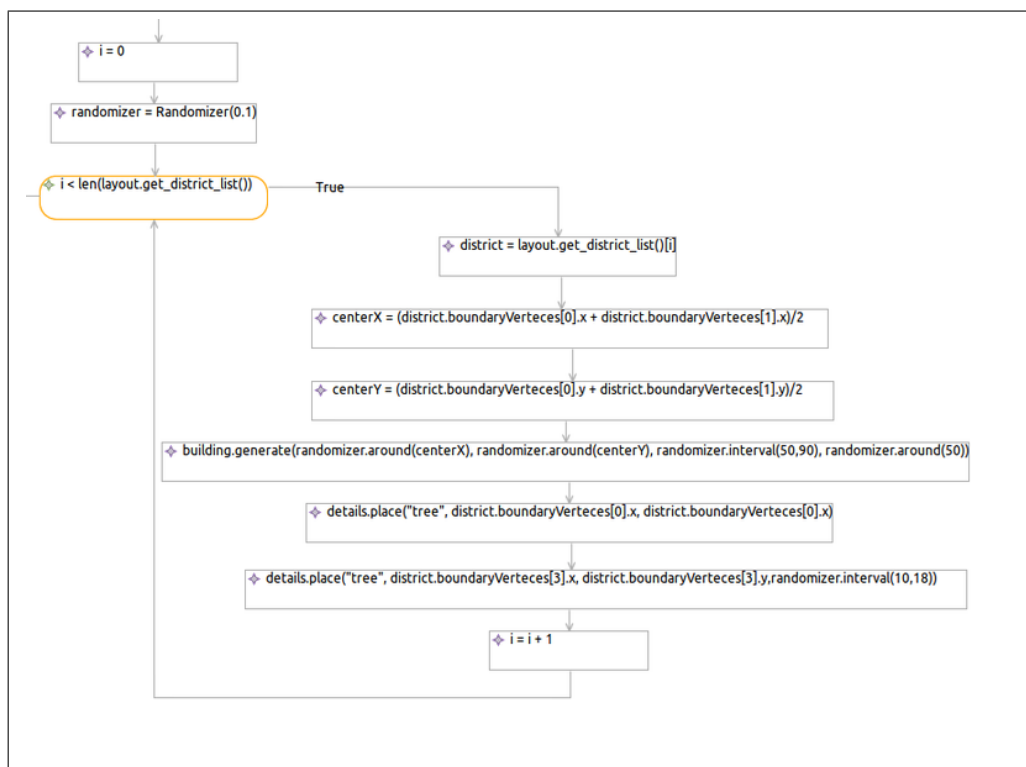 i = 0
randomizer = Randomizer(0.1)
i < len(layout.get_district_list())
True
district = layout.get_district_list()[i]
centerX = (district.boundaryVerteces[0].x + district.boundaryVerteces[1].x)/2
centerY = (district.boundaryVerteces[0].y + district.boundaryVerteces[1].y)/2
building.generate(randomizer.around(centerX), randomizer.around(centerY), randomizer.interval(50,90), randomizer.around(50))
details.place("tree", district.boundaryVerteces[0].x, district.boundaryVerteces[0].x)
details.place("tree", district.boundaryVerteces[3].x, district.boundaryVerteces[3].y,randomizer.interval(10,18))
i = i + 1